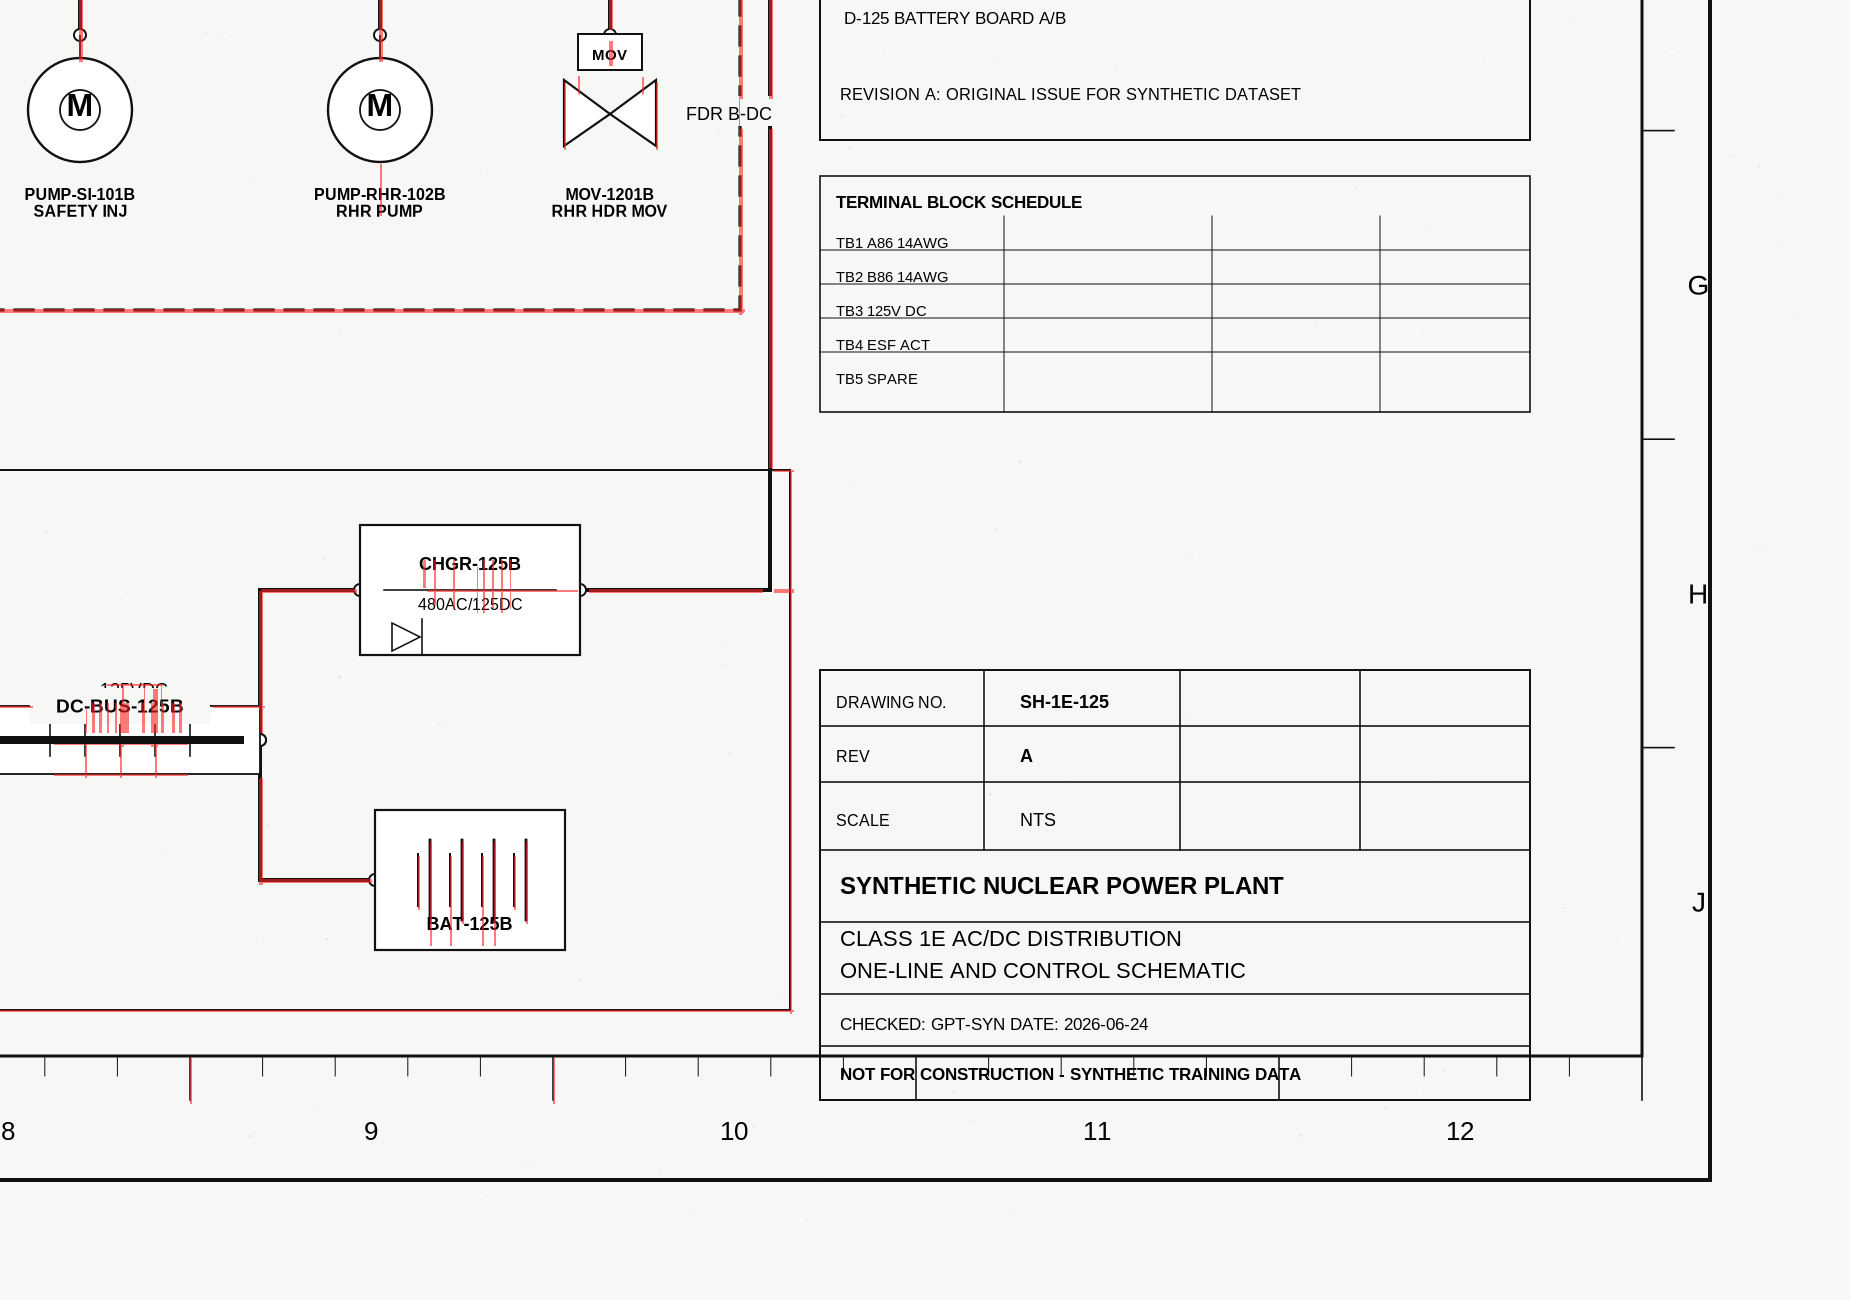 D-125 BATTERY BOARD A/B
REVISION A: ORIGINAL ISSUE FOR SYNTHETIC DATASET
M
M
MOV
FDR B-DC
PUMP-SI-101B
SAFETY INJ
PUMP-RHR-102B
RHR PUMP
MOV-1201B
RHR HDR MOV
TERMINAL BLOCK SCHEDULE
TB1 A86 14AWG
TB2 B86 14AWG
TB3 125V DC
TB4 ESF ACT
TB5 SPARE
G
H
J
CHGR-125B
480AC/125DC
125VDC
DC-BUS-125B
BAT-125B
DRAWING NO. SH-1E-125
REV A
SCALE NTS
SYNTHETIC NUCLEAR POWER PLANT
CLASS 1E AC/DC DISTRIBUTION
ONE-LINE AND CONTROL SCHEMATIC
CHECKED: GPT-SYN DATE: 2026-06-24
NOT FOR CONSTRUCTION - SYNTHETIC TRAINING DATA
8 9 10 11 12